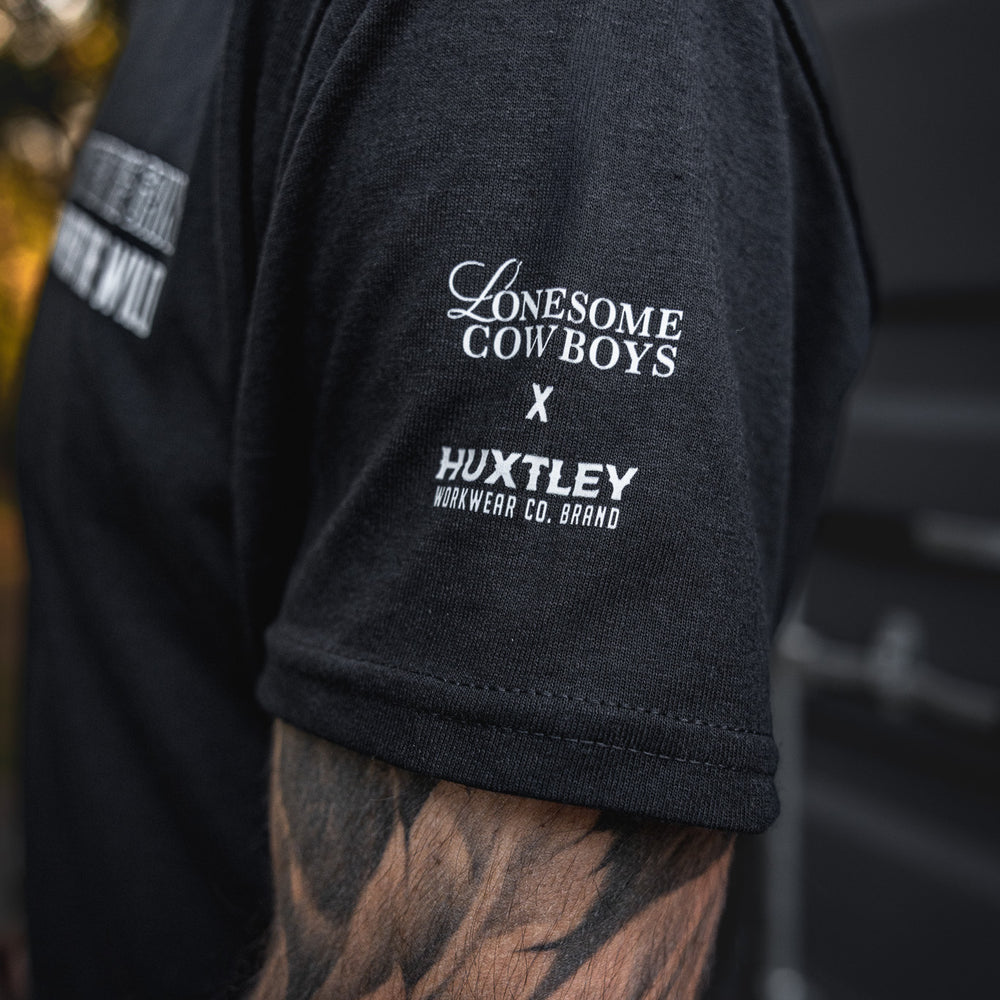 LONESOME
COWBOYS
X
HUXTLEY
WORKWEAR CO. BRAND